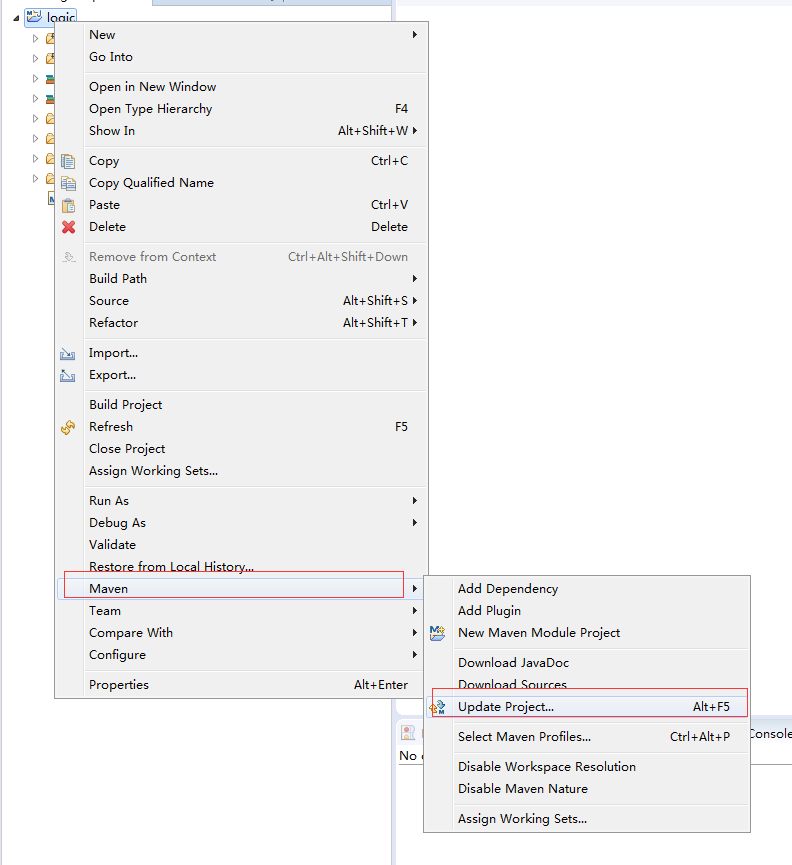 logic
New
Go Into
Open in New Window
Open Type Hierarchy F4
Show In Alt+Shift+W
Copy Ctrl+C
Copy Qualified Name
Paste Ctrl+V
Delete Delete
Remove from Context Ctrl+Alt+Shift+Down
Build Path
Source Alt+Shift+S
Refactor Alt+Shift+T
Import...
Export...
Build Project
Refresh F5
Close Project
Assign Working Sets...
Run As
Debug As
Validate
Restore from Local History...
Maven
Team
Compare With
Configure
Properties Alt+Enter
Add Dependency
Add Plugin
New Maven Module Project
Download JavaDoc
Download Sources
Update Project... Alt+F5
Select Maven Profiles... Ctrl+Alt+P
Disable Workspace Resolution
Disable Maven Nature
Assign Working Sets...
Console
No